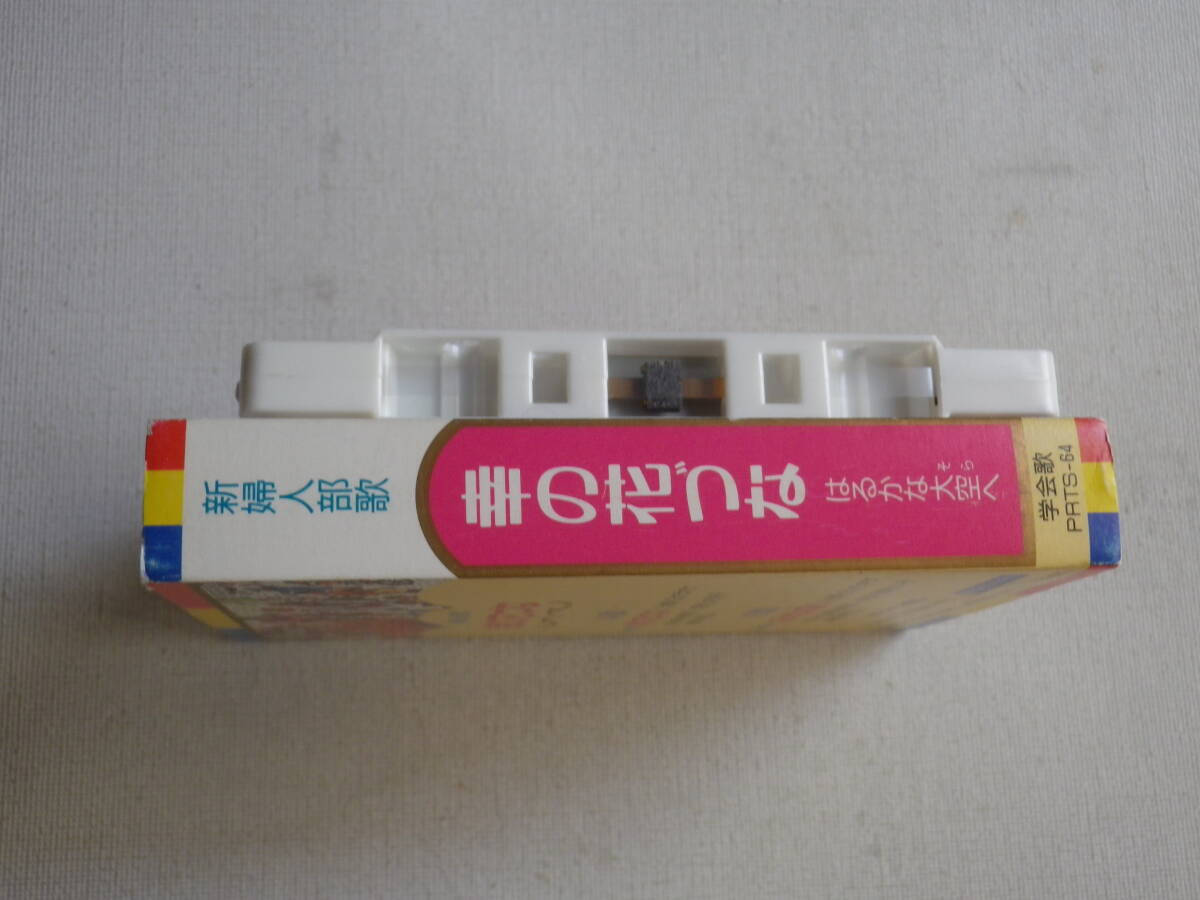 新婦人部歌
幸の花づな
はるかな大空へ
そら
学会歌
PRTS-64